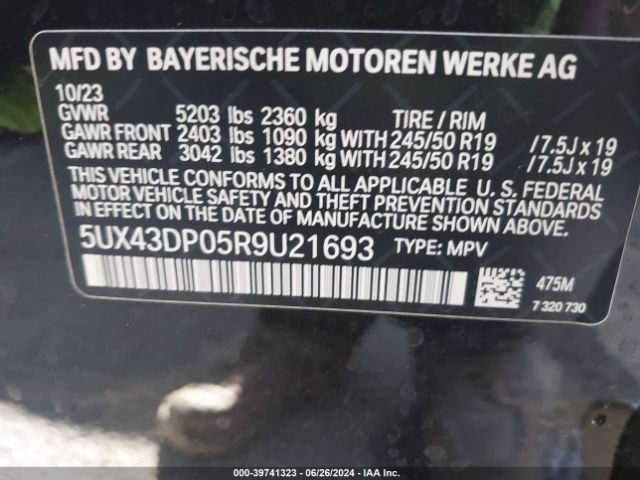 MFD BY BAYERISCHE MOTOREN WERKE AG
10/23
GVWR 5203 lbs 2360 kg TIRE / RIM
GAWR FRONT 2403 lbs 1090 kg WITH 245/50 R19 /7.5J x 19
GAWR REAR 3042 lbs 1380 kg WITH 245/50 R19 /7.5J x 19
THIS VEHICLE CONFORMS TO ALL APPLICABLE U. S. FEDERAL
MOTOR VEHICLE SAFETY AND THEFT PREVENTION STANDARDS
IN EFFECT ON THE DATE OF MANUFACTURE SHOWN ABOVE.
5UX43DP05R9U21693 TYPE: MPV
475M
7 320 730
© - 39741323 - 06/26/2024 - IAA Inc.